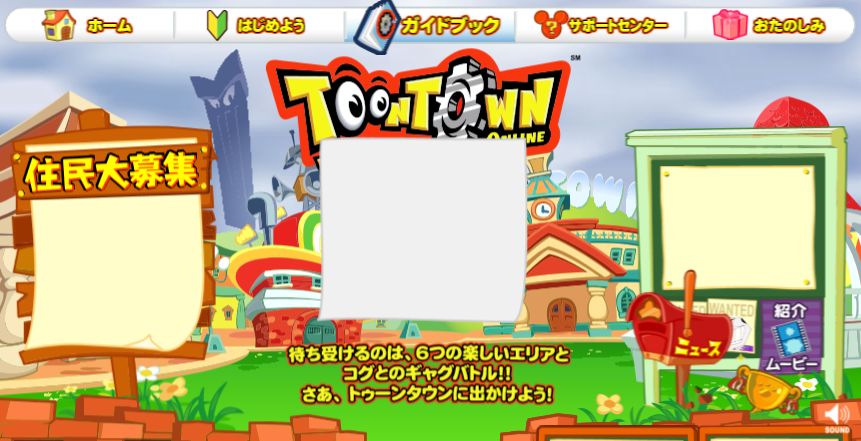 ホーム
はじめよう
ガイドブック
サポートセンター
おたのしみ
TOONTOWN
SM
ONLINE
住民大募集
TOWN
WANTED
紹介
ムービー
ニュース
待ち受けるのは、6つの楽しいエリアと
コグとのギャグバトル!!
さあ、トゥーンタウンに出かけよう!
SOUND